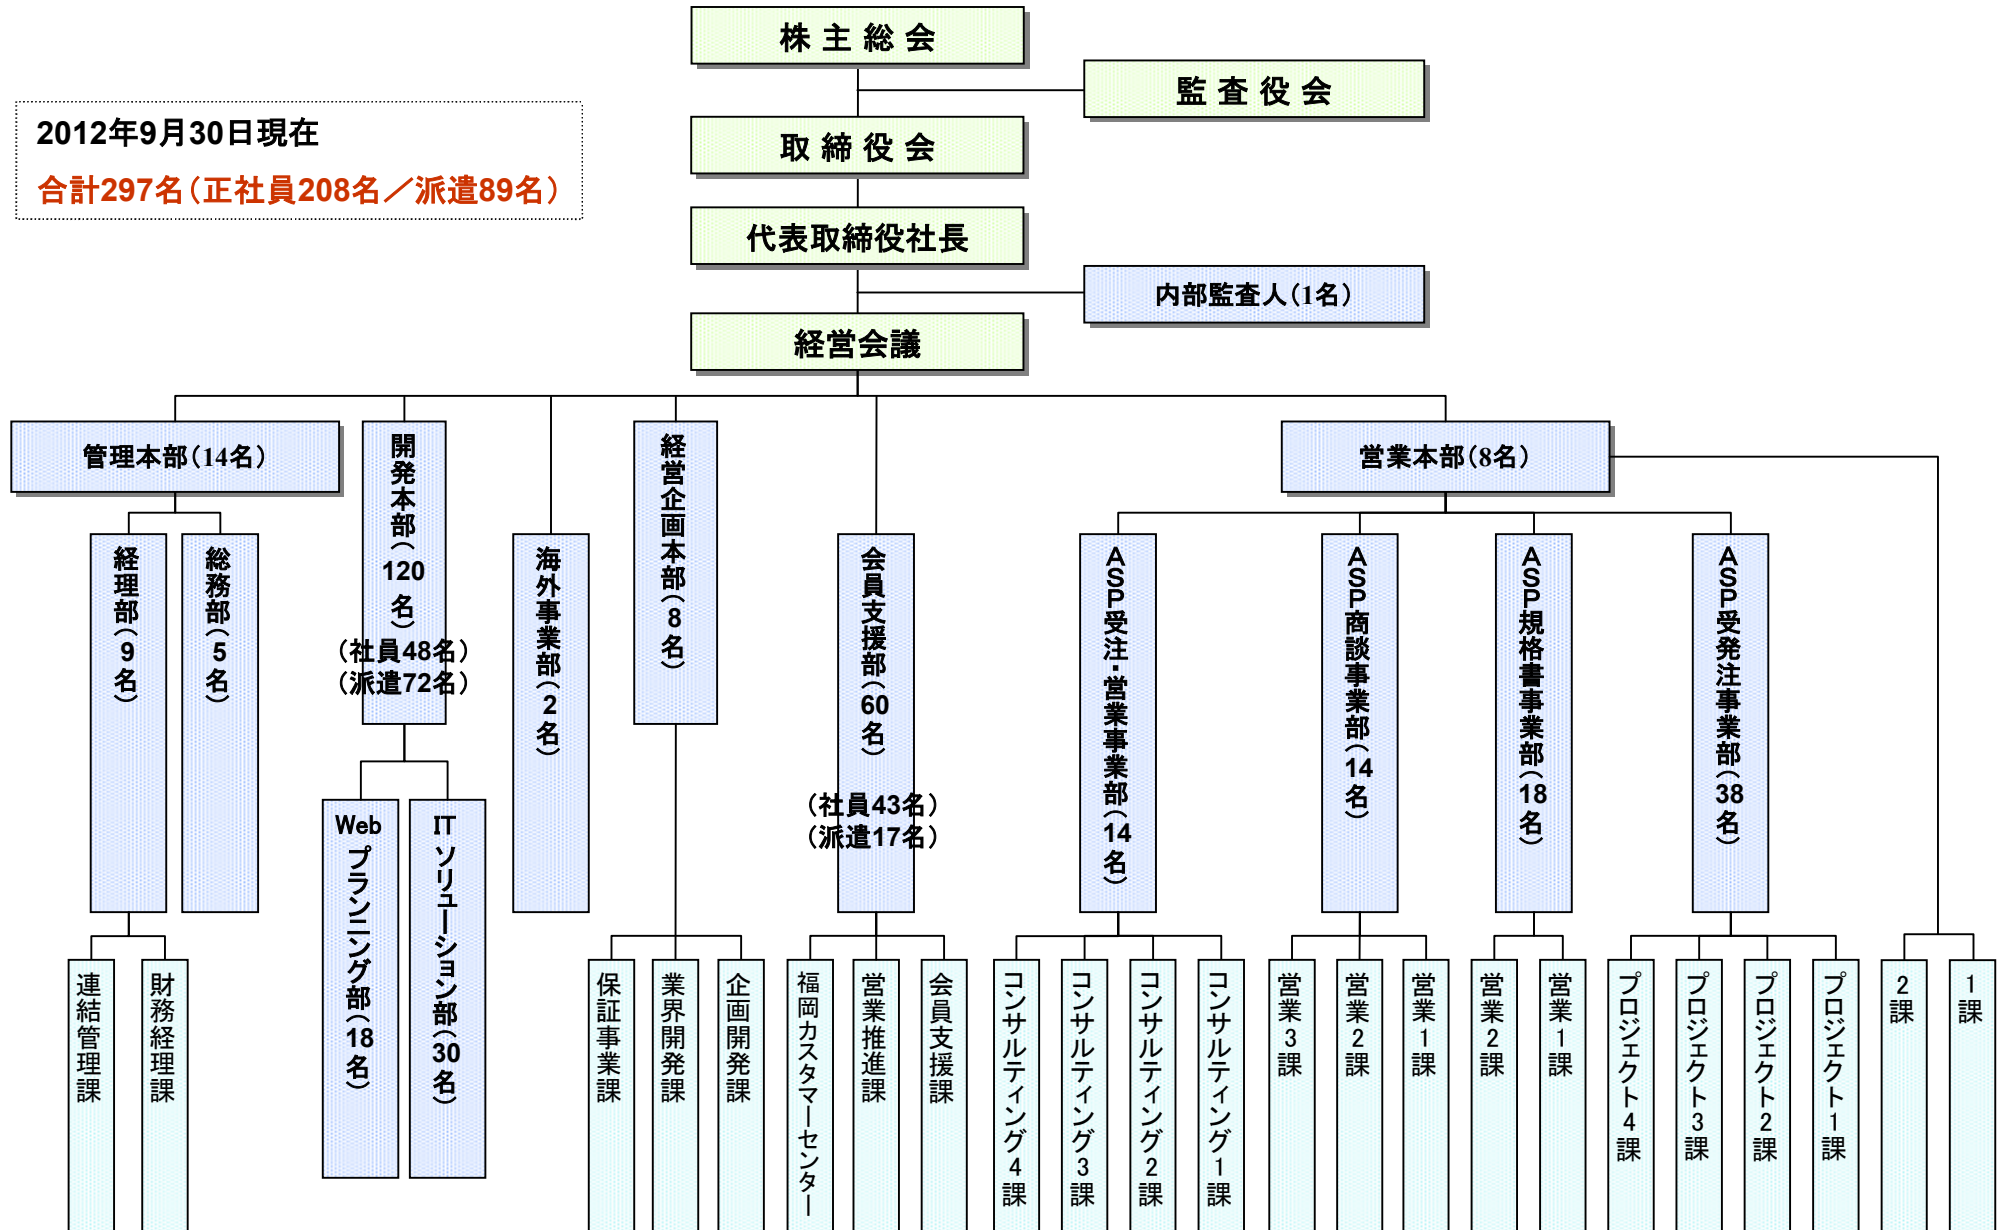 株主総会
監査役会
2012年9月30日現在
合計297名（正社員208名／派遣89名）
取締役会
代表取締役社長
内部監査人（1名）
経営会議
管理本部（14名）
開発本部（120名）
（社員48名）
（派遣72名）
経営企画本部（8名）
営業本部（8名）
経理部（9名）
総務部（5名）
海外事業部（2名）
会員支援部（60名）
（社員43名）
（派遣17名）
ASP受注・営業事業部（14名）
ASP商談事業部（14名）
ASP規格書事業部（18名）
ASP受発注事業部（38名）
Webプランニング部（18名）
ITソリューション部（30名）
連結管理課
財務経理課
保証事業課
業界開発課
企画開発課
福岡カスタマーセンター
営業推進課
会員支援課
コンサルティング4課
コンサルティング3課
コンサルティング2課
コンサルティング1課
営業3課
営業2課
営業1課
営業2課
営業1課
プロジェクト4課
プロジェクト3課
プロジェクト2課
プロジェクト1課
2課
1課